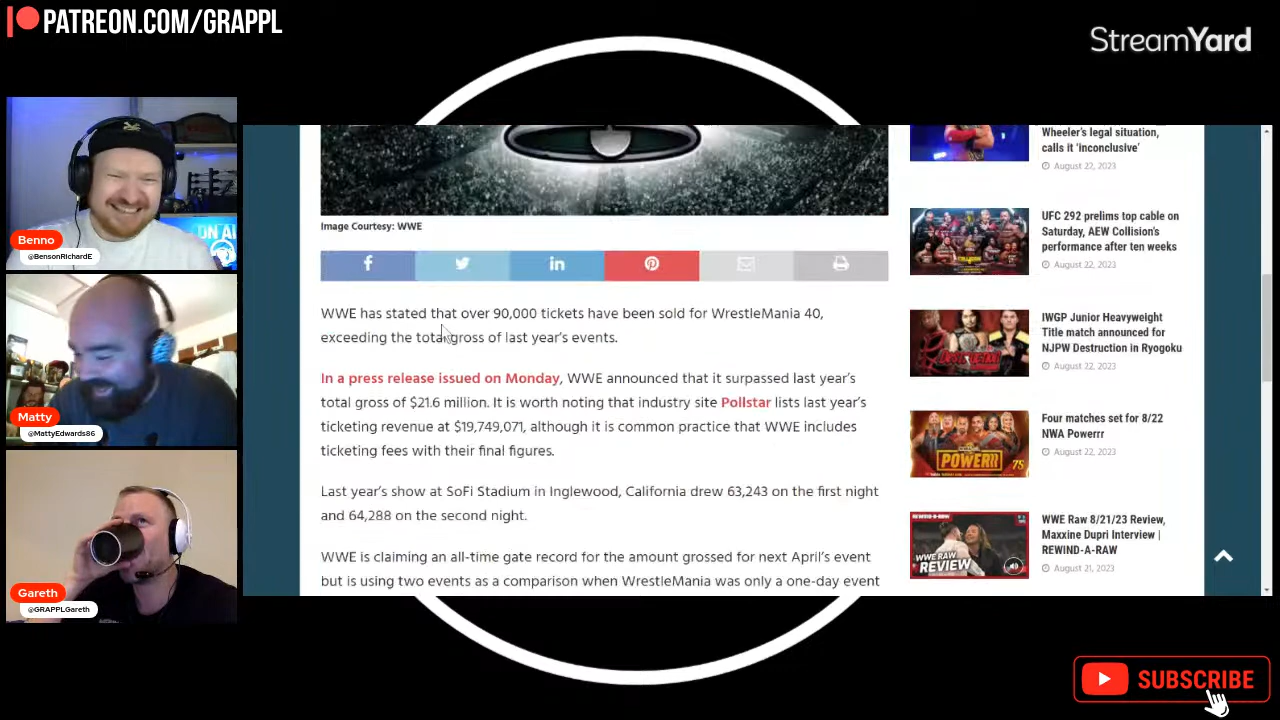 PATREON.COM/GRAPPL
StreamYard
Benno
@BensonRichardE
Matty
@MattyEdwards86
Gareth
@GRAPPLGareth
Image Courtesy: WWE
WWE has stated that over 90,000 tickets have been sold for WrestleMania 40,
exceeding the total gross of last year's events.
In a press release issued on Monday, WWE announced that it surpassed last year's
total gross of $21.6 million. It is worth noting that industry site Pollstar lists last year's
ticketing revenue at $19,749,071, although it is common practice that WWE includes
ticketing fees with their final figures.
Last year's show at SoFi Stadium in Inglewood, California drew 63,243 on the first night
and 64,288 on the second night.
WWE is claiming an all-time gate record for the amount grossed for next April's event
but is using two events as a comparison when WrestleMania was only a one-day event
Wheeler's legal situation,
calls it 'inconclusive'
August 22, 2023
UFC 292 prelims top cable on
Saturday, AEW Collision's
performance after ten weeks
August 22, 2023
IWGP Junior Heavyweight
Title match announced for
NJPW Destruction in Ryogoku
August 22, 2023
Four matches set for 8/22
NWA Powerrr
August 22, 2023
POWERRR
75
WWE Raw 8/21/23 Review,
Maxxine Dupri Interview |
REWIND-A-RAW
August 21, 2023
WWE RAW
REVIEW
SUBSCRIBE